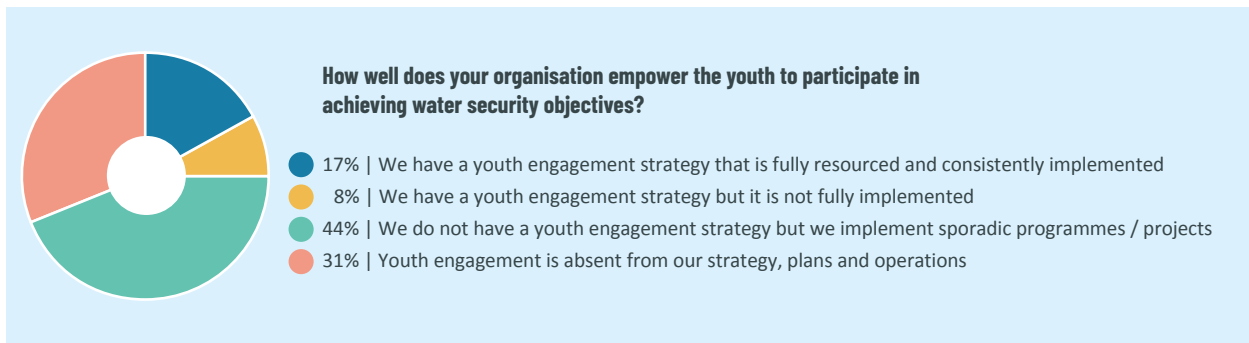 How well does your organisation empower the youth to participate in
achieving water security objectives?
17% | We have a youth engagement strategy that is fully resourced and consistently implemented
8% | We have a youth engagement strategy but it is not fully implemented
44% | We do not have a youth engagement strategy but we implement sporadic programmes / projects
31% | Youth engagement is absent from our strategy, plans and operations